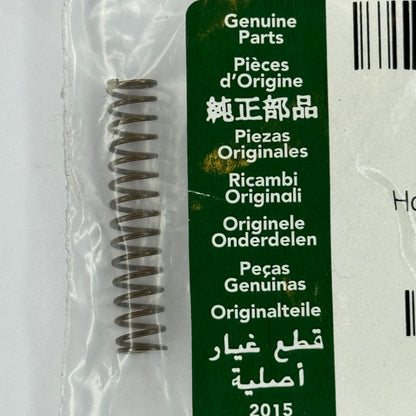 Genuine
Parts
Pièces
d'Origine
純正部品
Piezas
Originales
Ricambi
Originali
Originele
Onderdelen
Peças
Genuinas
Originalteile
قطع غيار
أصلية
2015